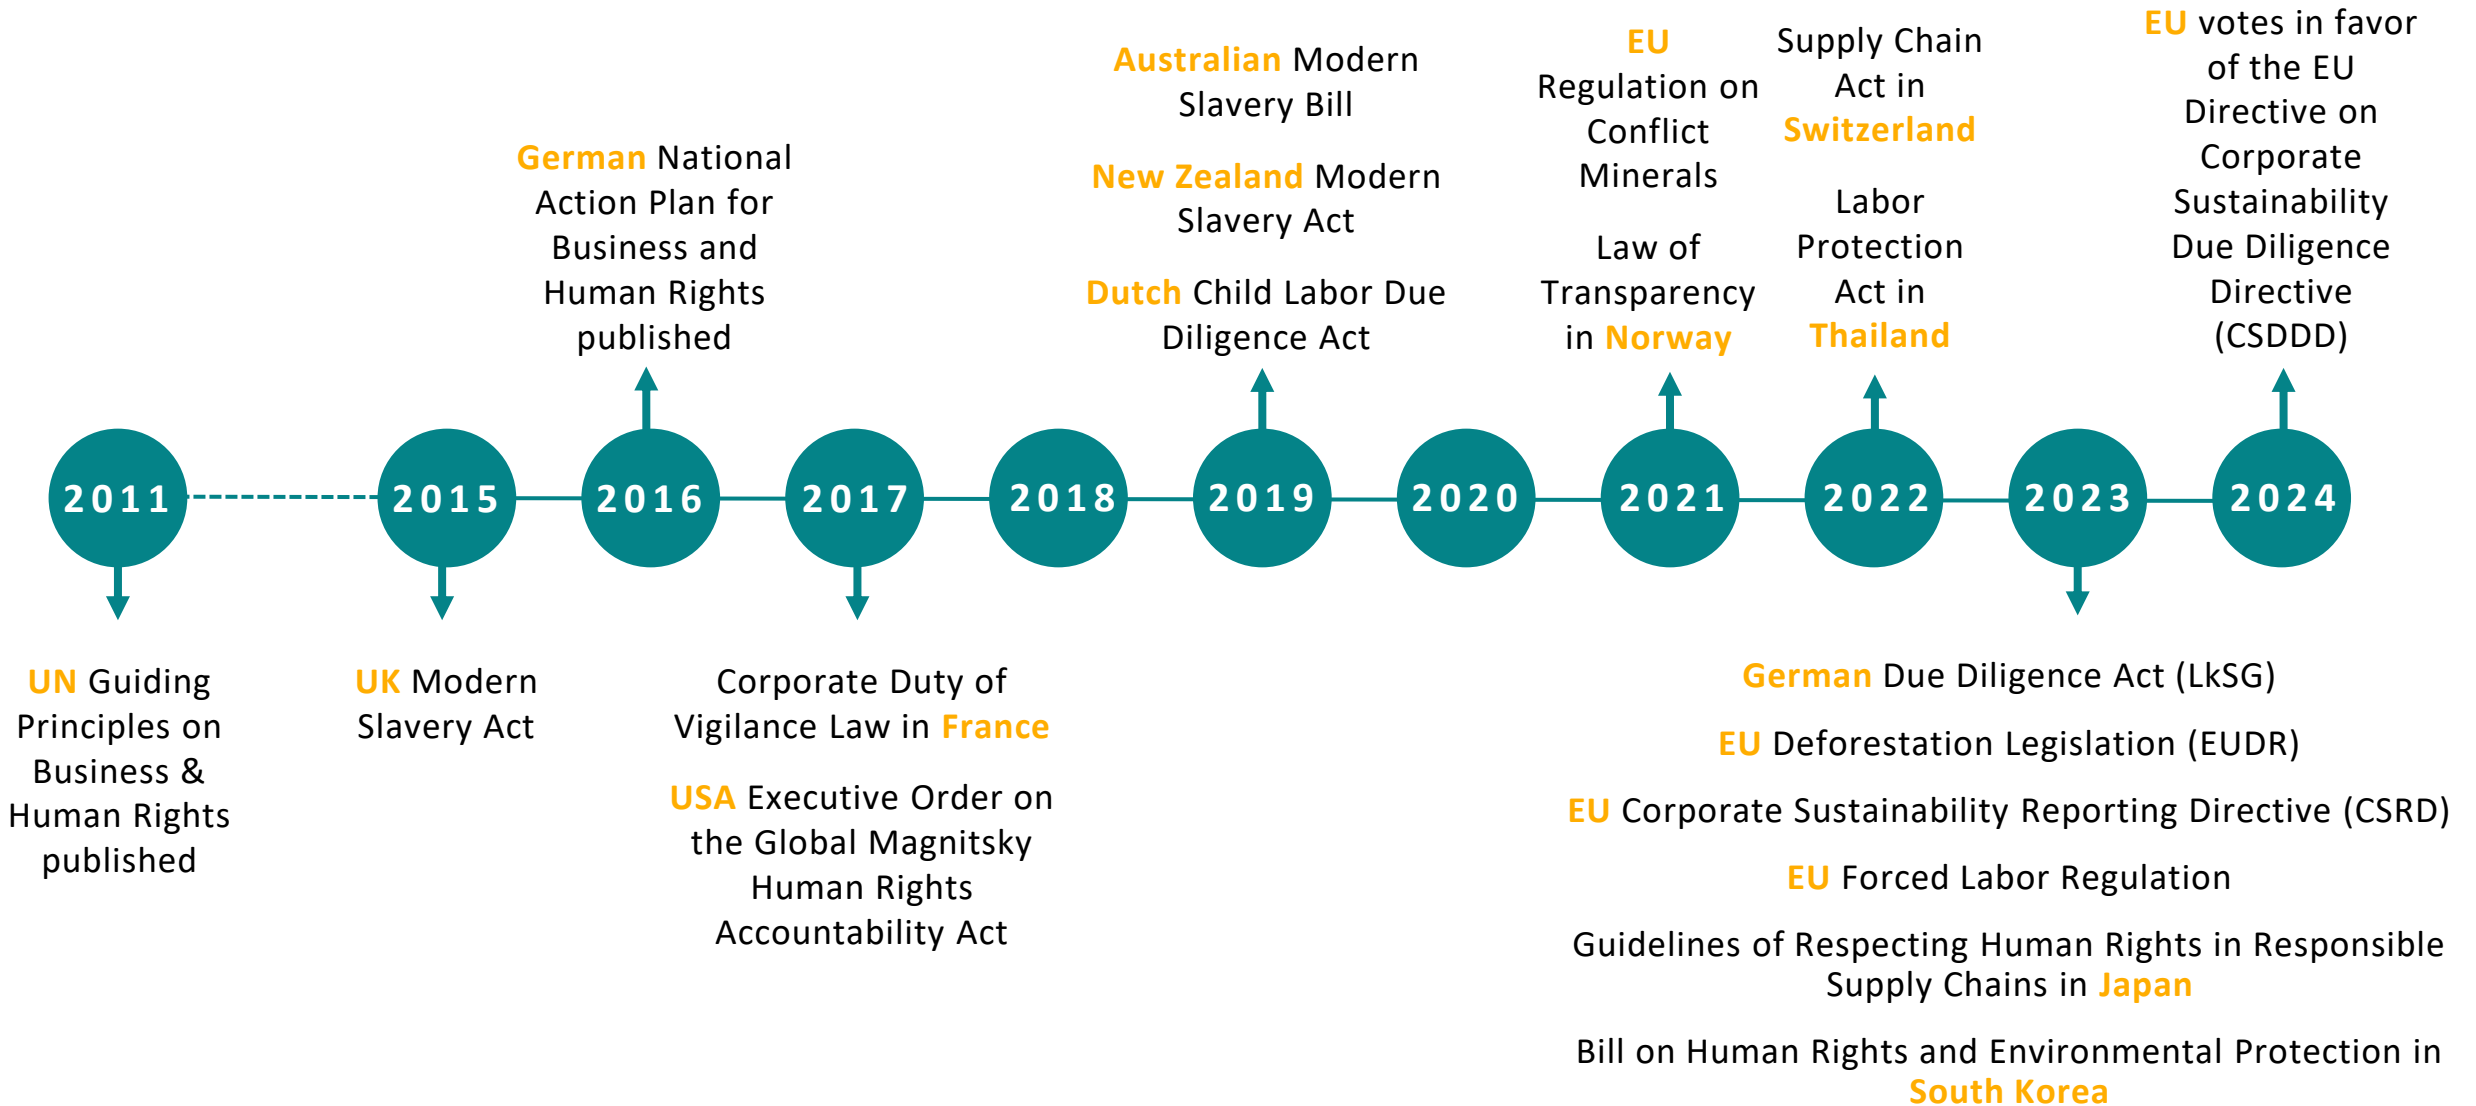 German National
Action Plan for
Business and
Human Rights
published
Australian Modern
Slavery Bill
New Zealand Modern
Slavery Act
Dutch Child Labor Due
Diligence Act
EU
Regulation on
Conflict
Minerals
Law of
Transparency
in Norway
Supply Chain
Act in
Switzerland
Labor
Protection
Act in
Thailand
EU votes in favor
of the EU
Directive on
Corporate
Sustainability
Due Diligence
Directive
(CSDDD)
2011
2015
2016
2017
2018
2019
2020
2021
2022
2023
2024
UN Guiding
Principles on
Business &
Human Rights
published
UK Modern
Slavery Act
Corporate Duty of
Vigilance Law in France
USA Executive Order on
the Global Magnitsky
Human Rights
Accountability Act
German Due Diligence Act (LkSG)
EU Deforestation Legislation (EUDR)
EU Corporate Sustainability Reporting Directive (CSRD)
EU Forced Labor Regulation
Guidelines of Respecting Human Rights in Responsible
Supply Chains in Japan
Bill on Human Rights and Environmental Protection in
South Korea